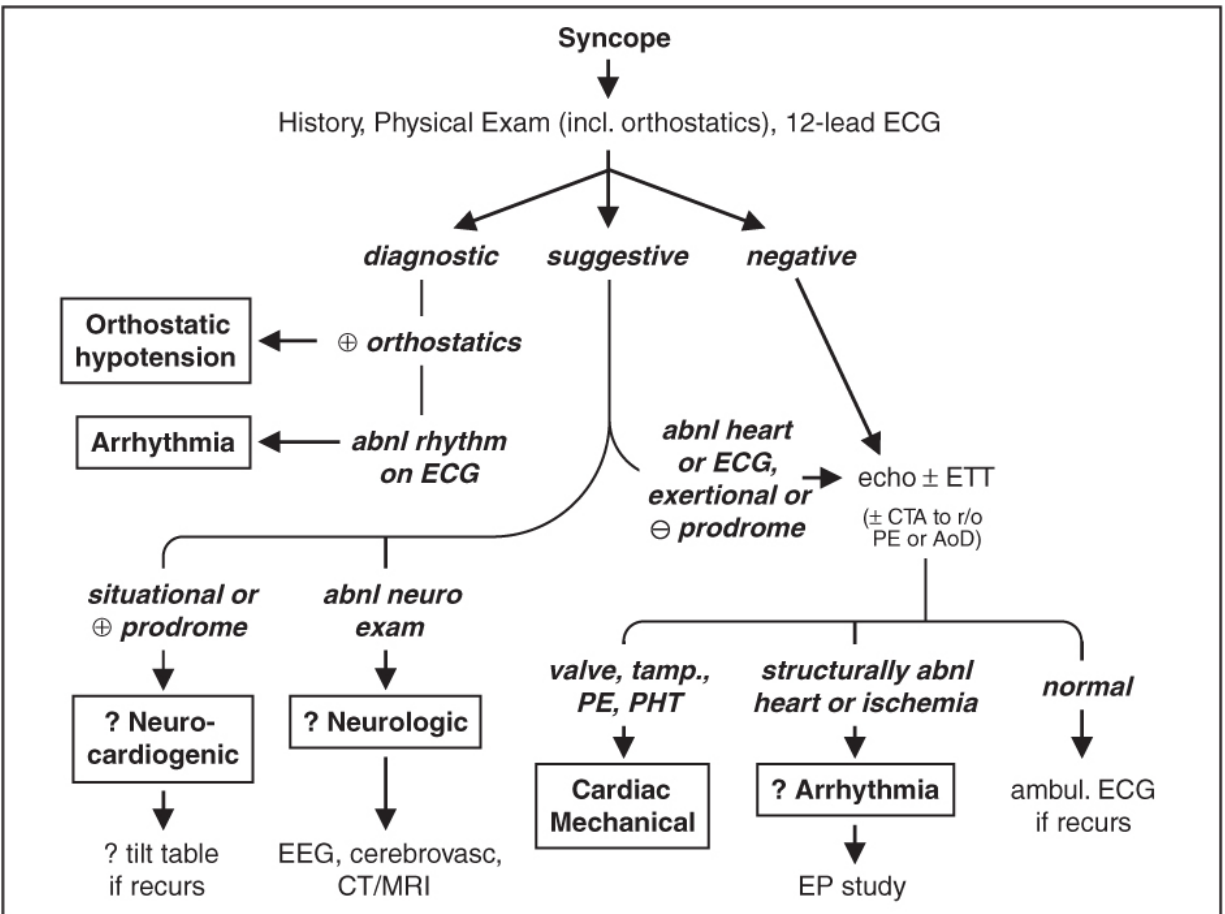 Syncope
History, Physical Exam (incl. orthostatics), 12-lead ECG
diagnostic
suggestive
negative
Orthostatic
hypotension
⊕ orthostatics
Arrhythmia
abnl rhythm
on ECG
abnl heart
or ECG,
exertional or
⊖ prodrome
echo ± ETT
(± CTA to r/o
PE or AoD)
situational or
⊕ prodrome
abnl neuro
exam
? Neuro-
cardiogenic
? Neurologic
? tilt table
if recurs
EEG, cerebrovasc,
CT/MRI
valve, tamp.,
PE, PHT
structurally abnl
heart or ischemia
normal
Cardiac
Mechanical
? Arrhythmia
ambul. ECG
if recurs
EP study